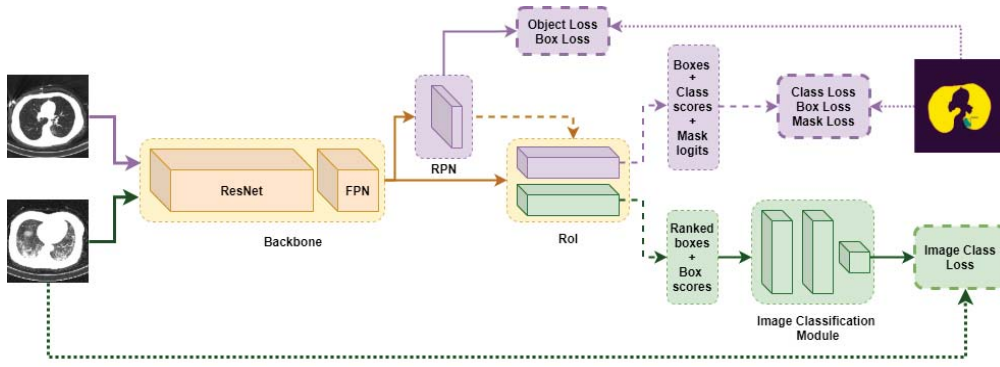 Object Loss
Box Loss
Boxes
+
Class
scores
+
Mask
logits
Class Loss
Box Loss
Mask Loss
RPN
ResNet
FPN
Backbone
RoI
Ranked
boxes
+
Box
scores
Image Class
Loss
Image Classification
Module